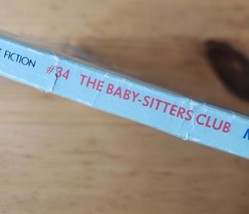 FICTION #34 THE BABY-SITTERS CLUB